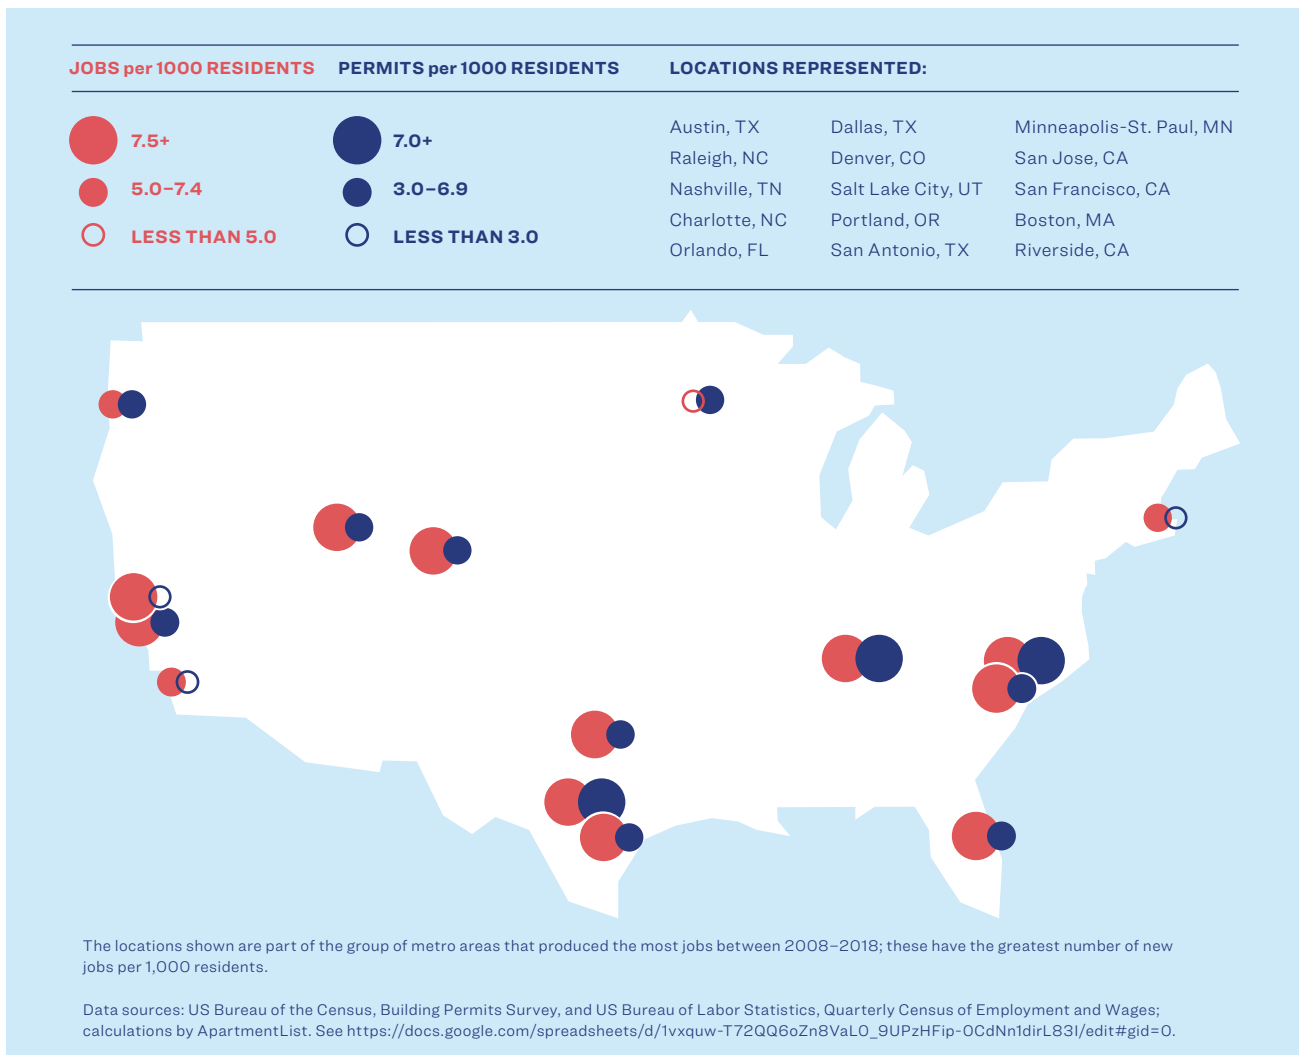 JOBS per 1000 RESIDENTS
PERMITS per 1000 RESIDENTS
LOCATIONS REPRESENTED:
7.5+
5.0–7.4
LESS THAN 5.0
7.0+
3.0–6.9
LESS THAN 3.0
Austin, TX
Raleigh, NC
Nashville, TN
Charlotte, NC
Orlando, FL
Dallas, TX
Denver, CO
Salt Lake City, UT
Portland, OR
San Antonio, TX
Minneapolis-St. Paul, MN
San Jose, CA
San Francisco, CA
Boston, MA
Riverside, CA
The locations shown are part of the group of metro areas that produced the most jobs between 2008–2018; these have the greatest number of new
jobs per 1,000 residents.
Data sources: US Bureau of the Census, Building Permits Survey, and US Bureau of Labor Statistics, Quarterly Census of Employment and Wages;
calculations by ApartmentList. See https://docs.google.com/spreadsheets/d/1vxquw-T72QQ6oZn8VaL0_9UPzHFip-0CdNn1dirL83I/edit#gid=0.